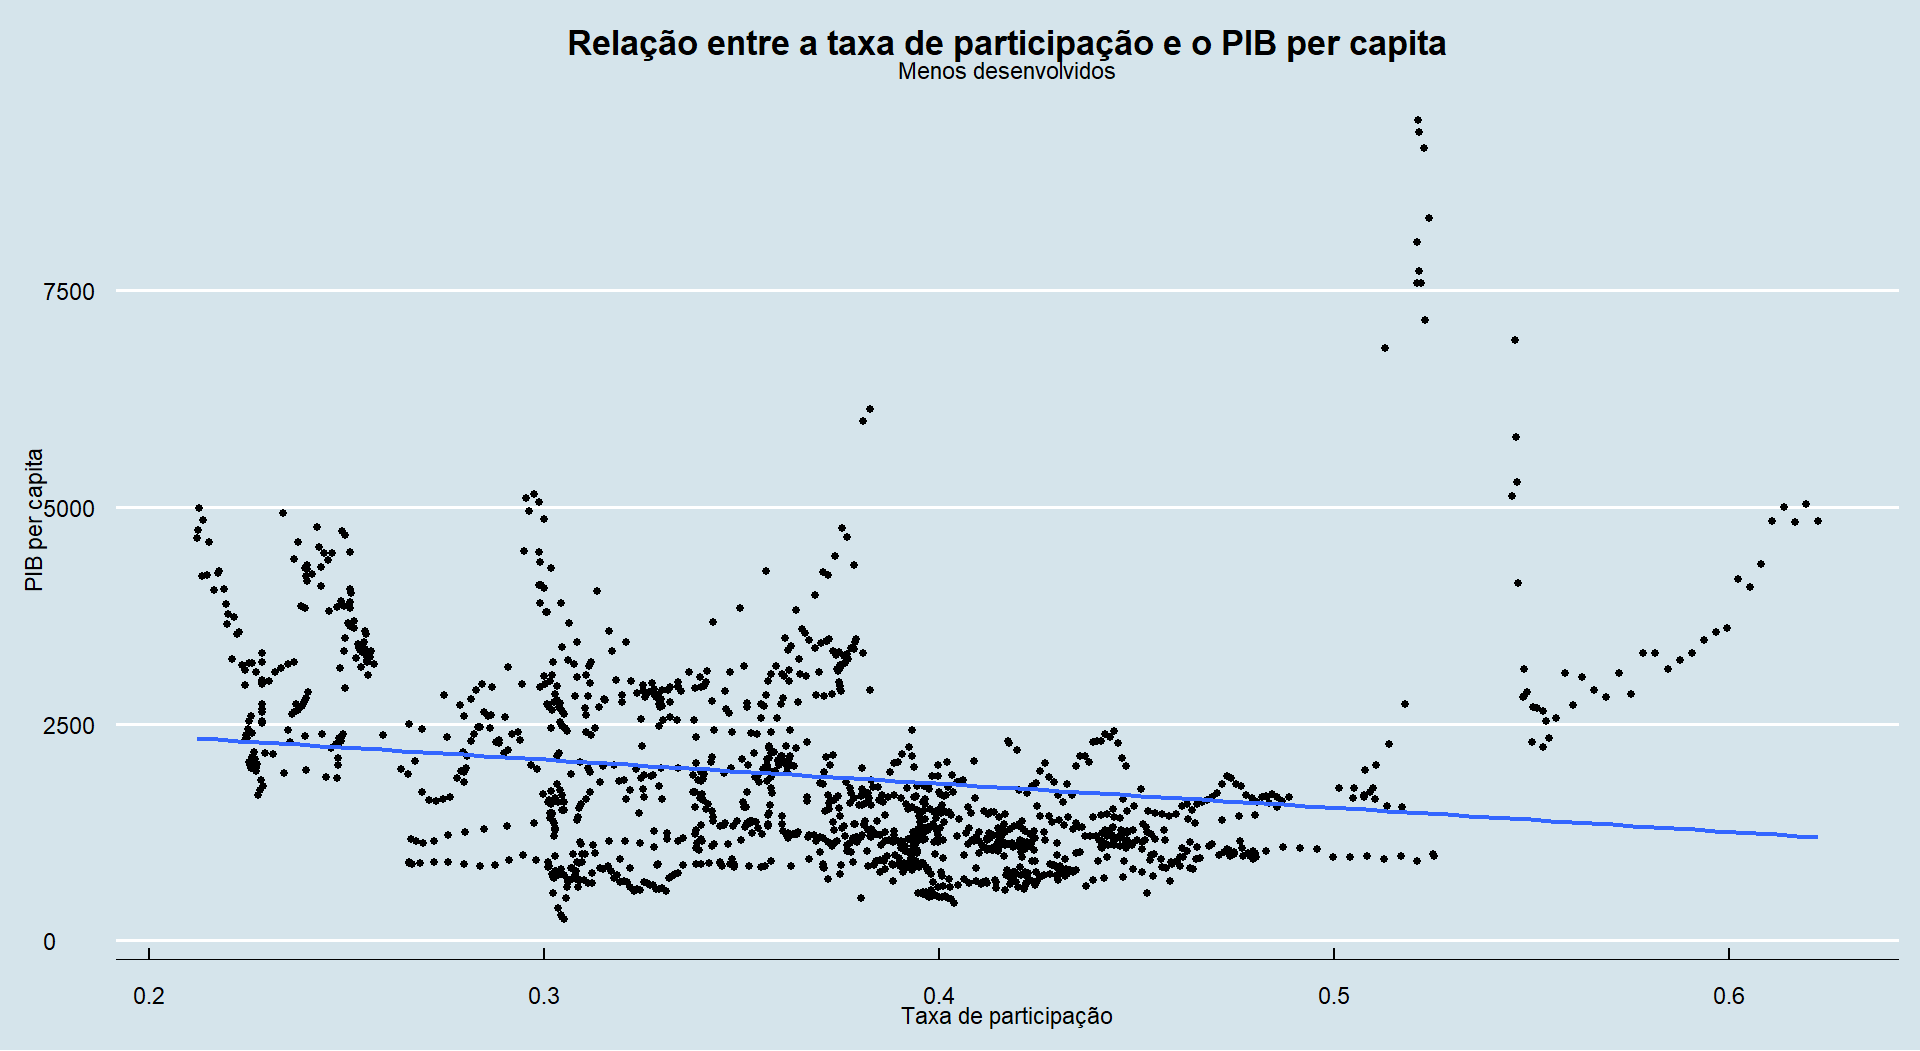 Relação entre a taxa de participação e o PIB per capita
Menos desenvolvidos
PIB per capita
7500
5000
2500
0
0.2 0.3 0.4 0.5 0.6
Taxa de participação